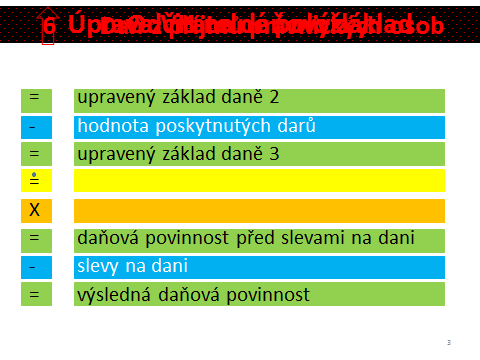 6 osob
= upravený základ daně 2
- hodnota poskytnutých darů
= upravený základ daně 3
=
X
= daňová povinnost před slevami na dani
- slevy na dani
= výsledná daňová povinnost
3